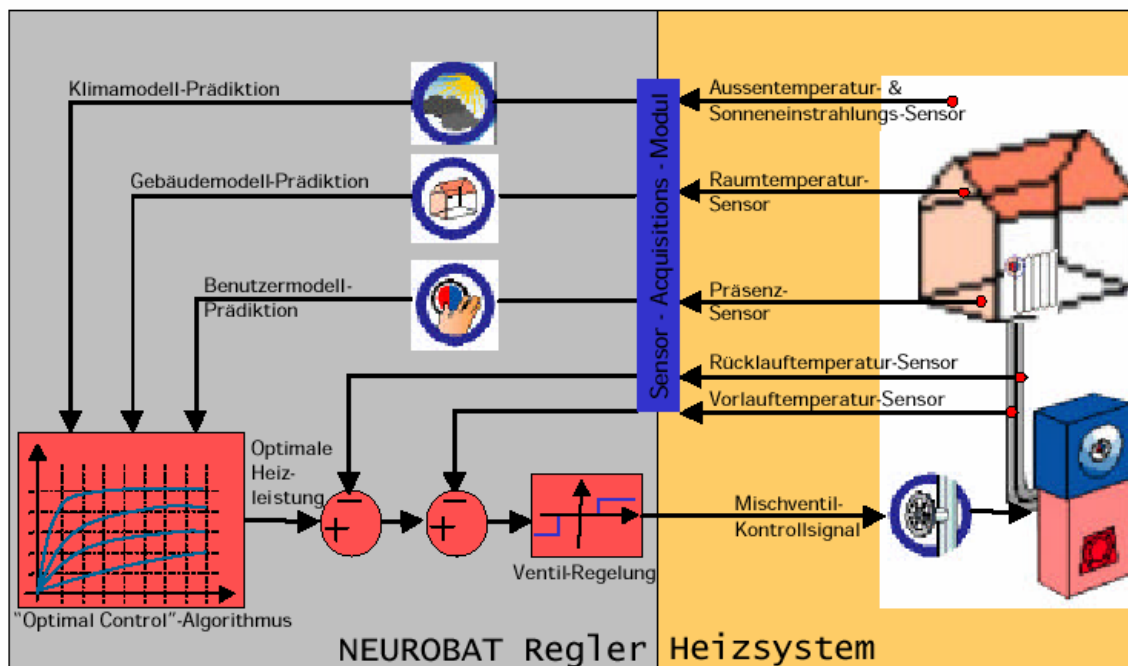 Klimamodell-Prädiktion
Aussentemperatur- &
Sonneneinstrahlungs-Sensor
Gebäudemodell-Prädiktion
Raumtemperatur-
Sensor
Benutzermodell-
Prädiktion
Präsenz-
Sensor
Sensor - Acquisitions - Modul
Rücklauftemperatur-Sensor
Vorlauftemperatur-Sensor
Optimale
Heiz-
leistung
Mischventil-
Kontrollsignal
Ventil-Regelung
"Optimal Control"-Algorithmus
NEUROBAT Regler
Heizsystem